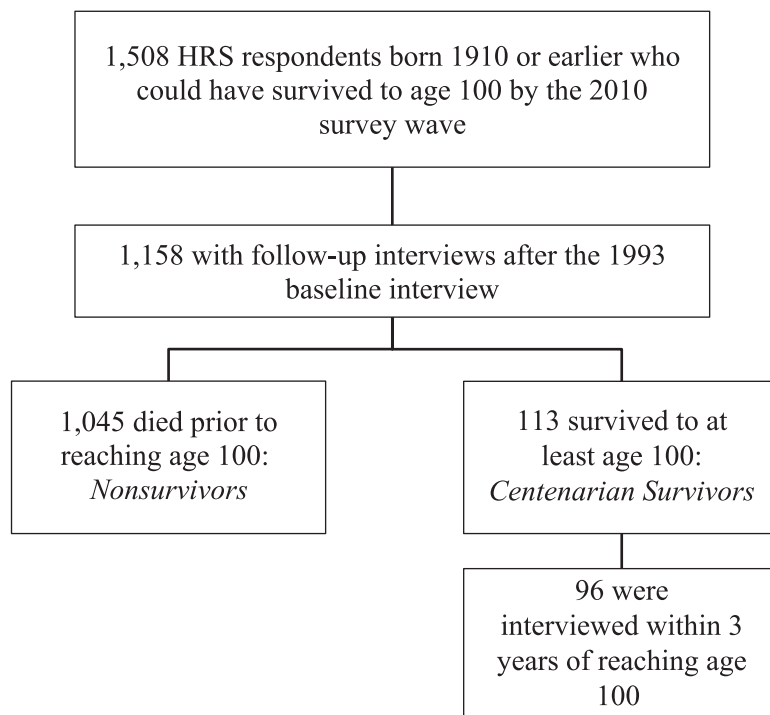 1,508 HRS respondents born 1910 or earlier who
could have survived to age 100 by the 2010
survey wave
1,158 with follow-up interviews after the 1993
baseline interview
1,045 died prior to
reaching age 100:
Nonsurvivors
113 survived to at
least age 100:
Centenarian Survivors
96 were
interviewed within 3
years of reaching age
100